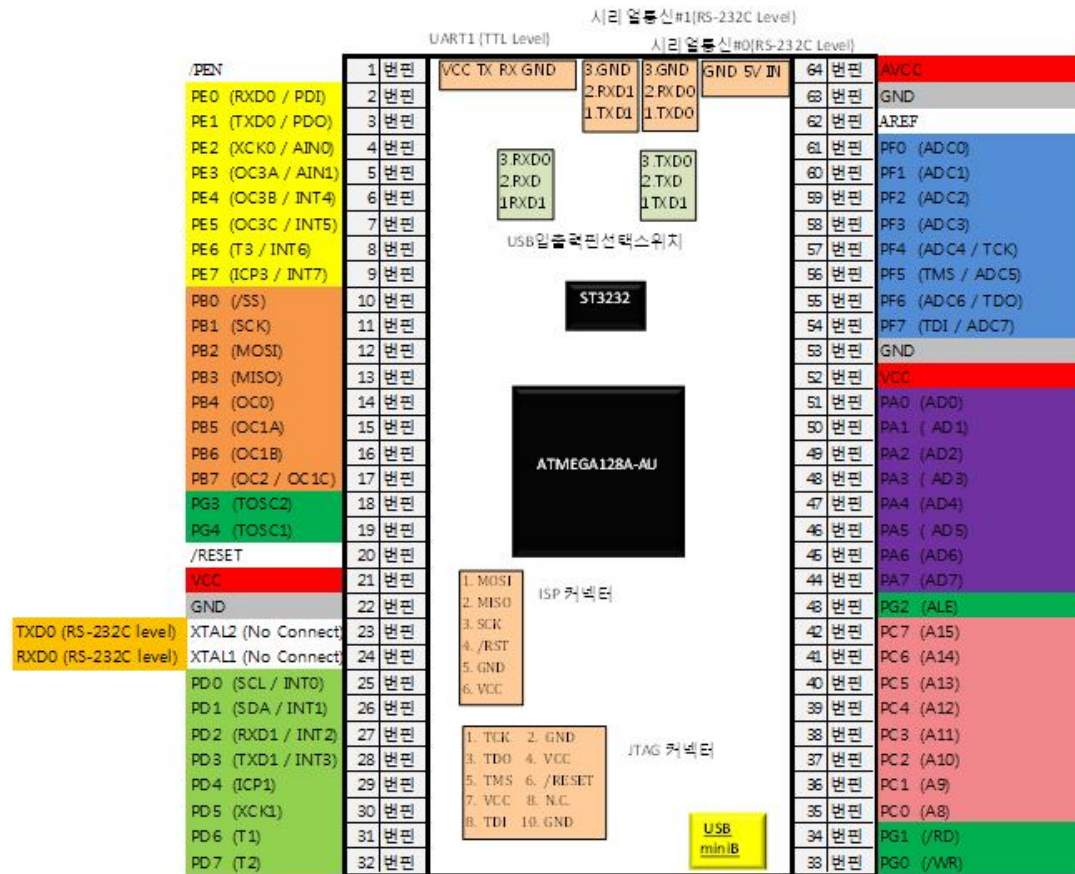 시리얼통신#1(RS-232C Level)
UART1 (TTL Level)
시리얼통신#0(RS-232C Level)
/PEN 1 번핀
PE0 (RXD0 / PDI) 2 번핀
PE1 (TXD0 / PDO) 3 번핀
PE2 (XCK0 / AIN0) 4 번핀
PE3 (OC3A / AIN1) 5 번핀
PE4 (OC3B / INT4) 6 번핀
PE5 (OC3C / INT5) 7 번핀
PE6 (T3 / INT6) 8 번핀
PE7 (ICP3 / INT7) 9 번핀
PB0 (/SS) 10 번핀
PB1 (SCK) 11 번핀
PB2 (MOSI) 12 번핀
PB3 (MISO) 13 번핀
PB4 (OC0) 14 번핀
PB5 (OC1A) 15 번핀
PB6 (OC1B) 16 번핀
PB7 (OC2 / OC1C) 17 번핀
PG3 (TOSC2) 18 번핀
PG4 (TOSC1) 19 번핀
/RESET 20 번핀
VCC 21 번핀
GND 22 번핀
TXD0 (RS-232C level) XTAL2 (No Connect) 23 번핀
RXD0 (RS-232C level) XTAL1 (No Connect) 24 번핀
PD0 (SCL / INT0) 25 번핀
PD1 (SDA / INT1) 26 번핀
PD2 (RXD1 / INT2) 27 번핀
PD3 (TXD1 / INT3) 28 번핀
PD4 (ICP1) 29 번핀
PD5 (XCK1) 30 번핀
PD6 (T1) 31 번핀
PD7 (T2) 32 번핀
VCC TX RX GND
3.GND
2.RXD1
1.TXD1
3.GND
2.RXD0
1.TXD0
GND 5V IN
3.RXD0
2.RXD
1RXD1
3.TXD0
2.TXD
1TXD1
USB입출력핀선택스위치
ST3232
ATMEGA128A-AU
1. MOSI
2. MISO
3. SCK
4. /RST
5. GND
6. VCC
ISP 커넥터
1. TCK 2. GND
3. TDO 4. VCC
5. TMS 6. /RESET
7. VCC 8. N.C.
8. TDI 10. GND
JTAG 커넥터
USB
miniB
64 번핀 AVCC
63 번핀 GND
62 번핀 AREF
61 번핀 PF0 (ADC0)
60 번핀 PF1 (ADC1)
59 번핀 PF2 (ADC2)
58 번핀 PF3 (ADC3)
57 번핀 PF4 (ADC4 / TCK)
56 번핀 PF5 (TMS / ADC5)
55 번핀 PF6 (ADC6 / TDO)
54 번핀 PF7 (TDI / ADC7)
53 번핀 GND
52 번핀 VCC
51 번핀 PA0 (AD0)
50 번핀 PA1 ( AD1)
49 번핀 PA2 (AD2)
48 번핀 PA3 ( AD3)
47 번핀 PA4 (AD4)
46 번핀 PA5 ( AD5)
45 번핀 PA6 (AD6)
44 번핀 PA7 (AD7)
43 번핀 PG2 (ALE)
42 번핀 PC7 (A15)
41 번핀 PC6 (A14)
40 번핀 PC5 (A13)
39 번핀 PC4 (A12)
38 번핀 PC3 (A11)
37 번핀 PC2 (A10)
36 번핀 PC1 (A9)
35 번핀 PC0 (A8)
34 번핀 PG1 (/RD)
33 번핀 PG0 (/WR)